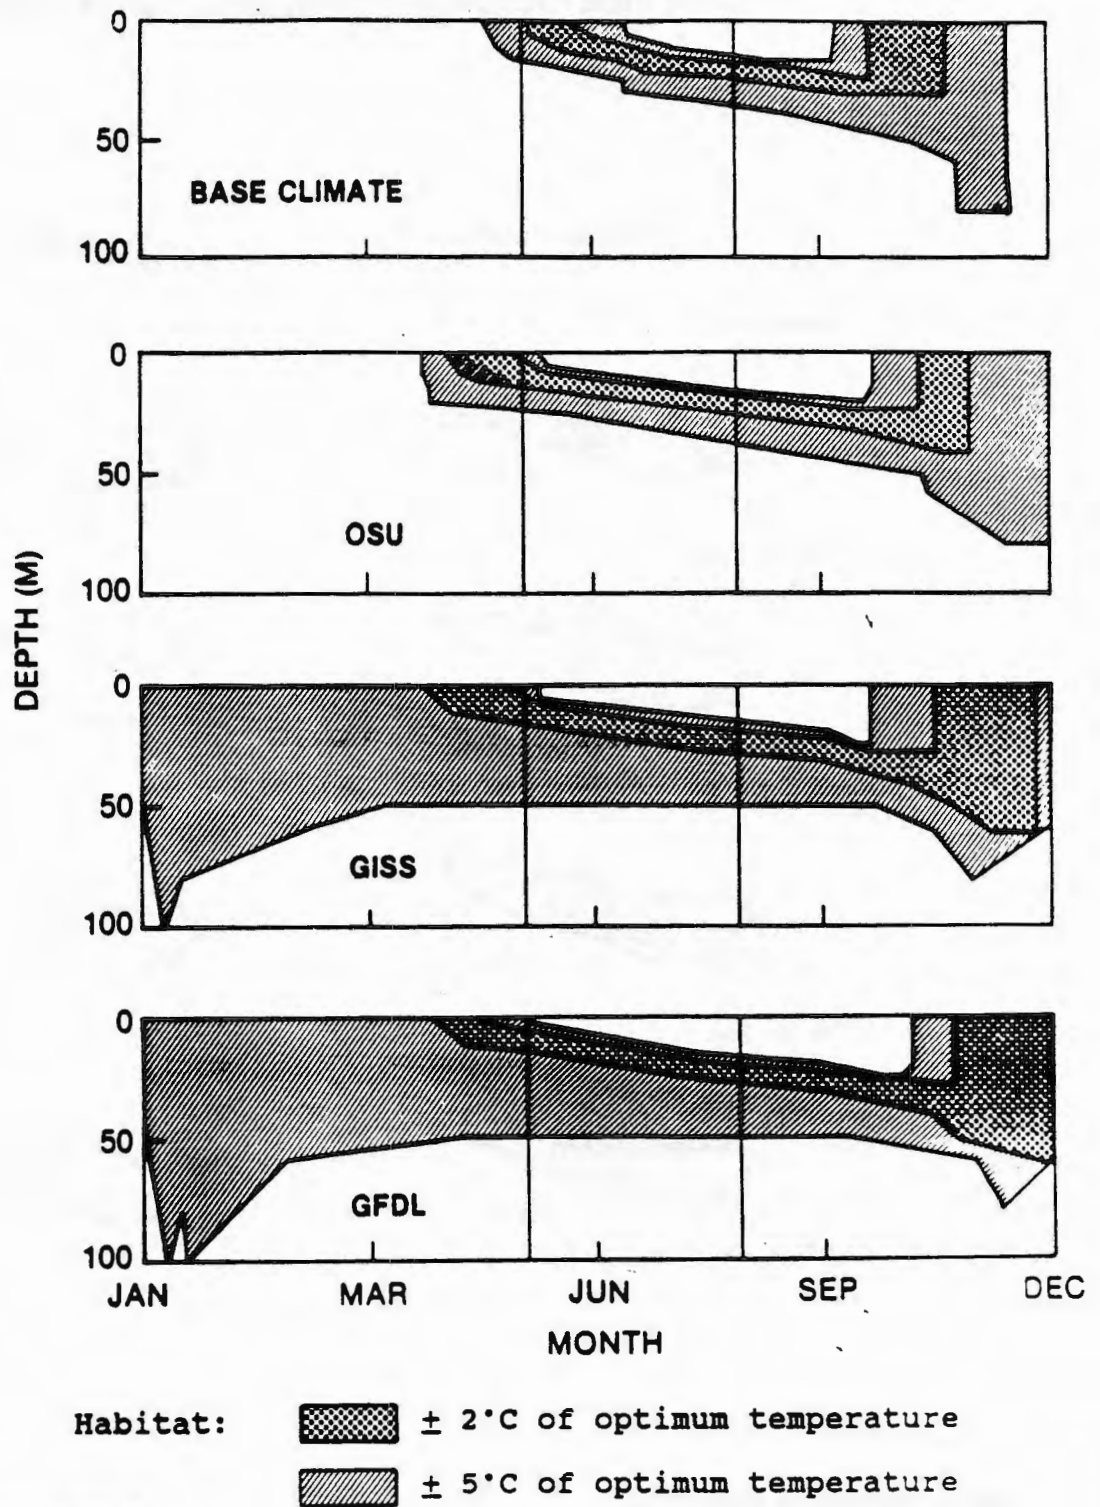 0
50
100
BASE CLIMATE
0
50
100
OSU
DEPTH (M)
0
50
100
GISS
0
50
100
GFDL
JAN MAR JUN SEP DEC
MONTH
Habitat: ± 2°C of optimum temperature
± 5°C of optimum temperature